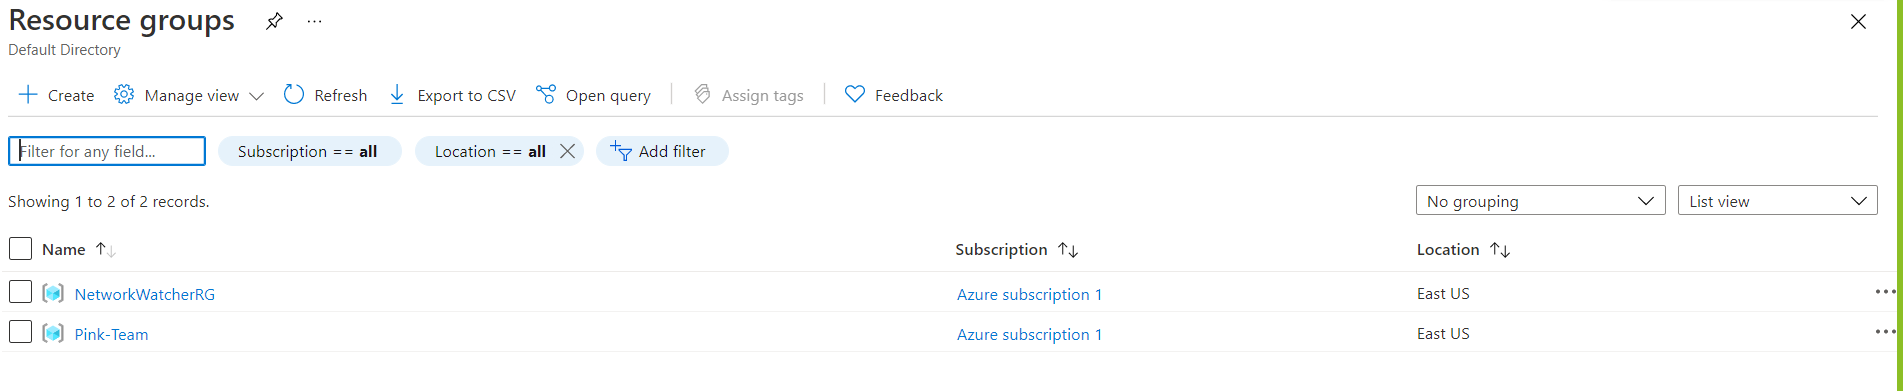 Resource groups
Default Directory
Create Manage view Refresh Export to CSV Open query Assign tags Feedback
Filter for any field... Subscription == all Location == all Add filter
Showing 1 to 2 of 2 records. No grouping List view
Name Subscription Location
NetworkWatcherRG Azure subscription 1 East US
Pink-Team Azure subscription 1 East US